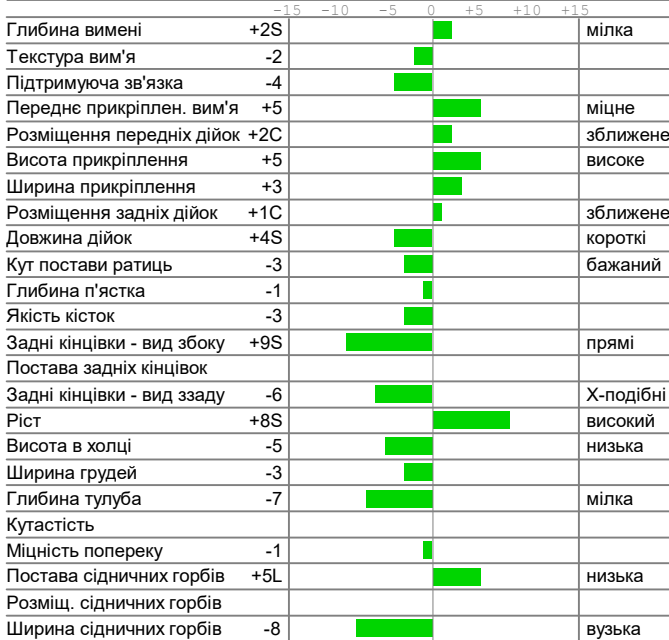 -15 -10 -5 0 +5 +10 +15
Глибина вимені +2S мілка
Текстура вим'я -2
Підтримуюча зв'язка -4
Переднє прикріплен. вим'я +5 міцне
Розміщення передніх дійок +2C зближене
Висота прикріплення +5 високе
Ширина прикріплення +3
Розміщення задніх дійок +1C зближене
Довжина дійок +4S короткі
Кут постави ратиць -3 бажаний
Глибина п'ястка -1
Якість кісток -3
Задні кінцівки - вид збоку +9S прямі
Постава задніх кінцівок
Задні кінцівки - вид ззаду -6 Х-подібні
Ріст +8S високий
Висота в холці -5 низька
Ширина грудей -3
Глибина тулуба -7 мілка
Кутастість
Міцність попереку -1
Постава сідничних горбів +5L низька
Розміщ. сідничних горбів
Ширина сідничних горбів -8 вузька